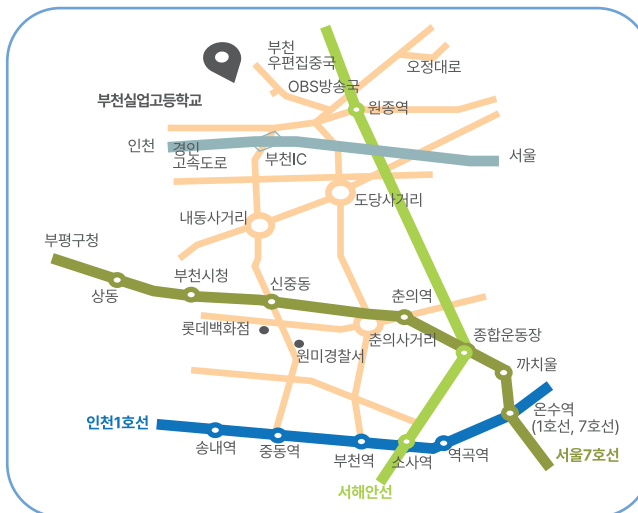 부천
우편집중국
오정대로
OBS방송국
부천실업고등학교
원종역
인천
경인
고속도로
부천IC
서울
도당사거리
내동사거리
부평구청
상동
부천시청
신중동
춘의역
롯데백화점
원미경찰서
춘의사거리
종합운동장
까치울
온수역
(1호선, 7호선)
인천1호선
송내역
중동역
부천역
소사역
역곡역
서울7호선
서해안선